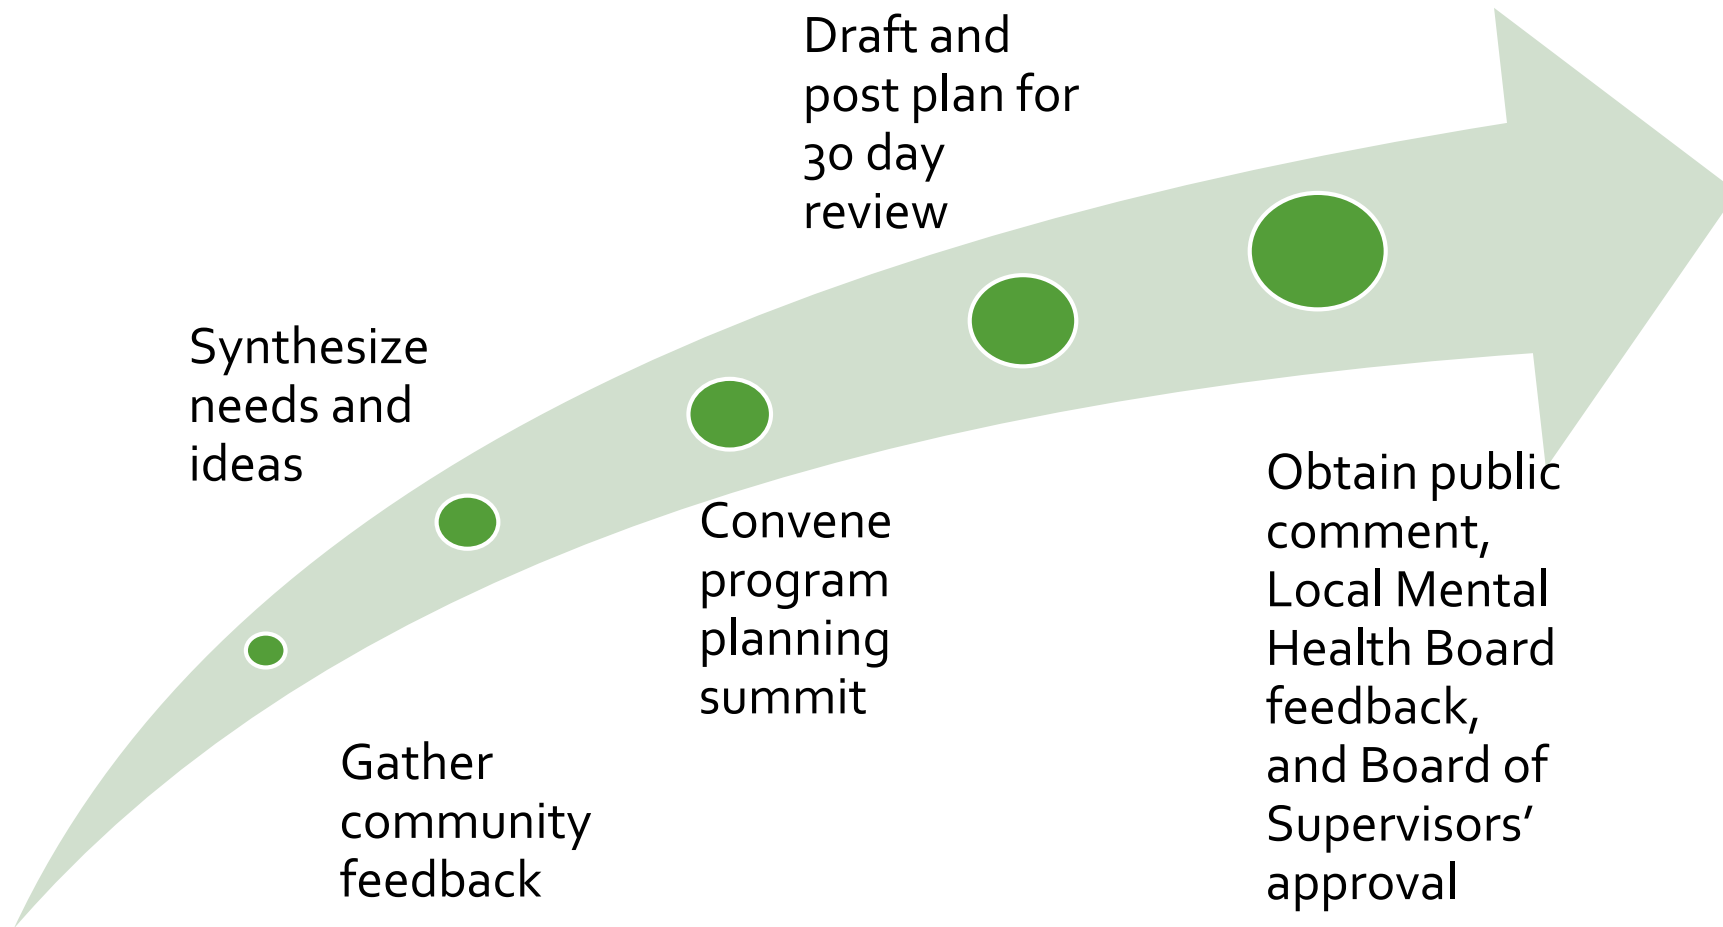 Draft and
post plan for
30 day
review
Synthesize
needs and
ideas
Convene
program
planning
summit
Gather
community
feedback
Obtain public
comment,
Local Mental
Health Board
feedback,
and Board of
Supervisors’
approval